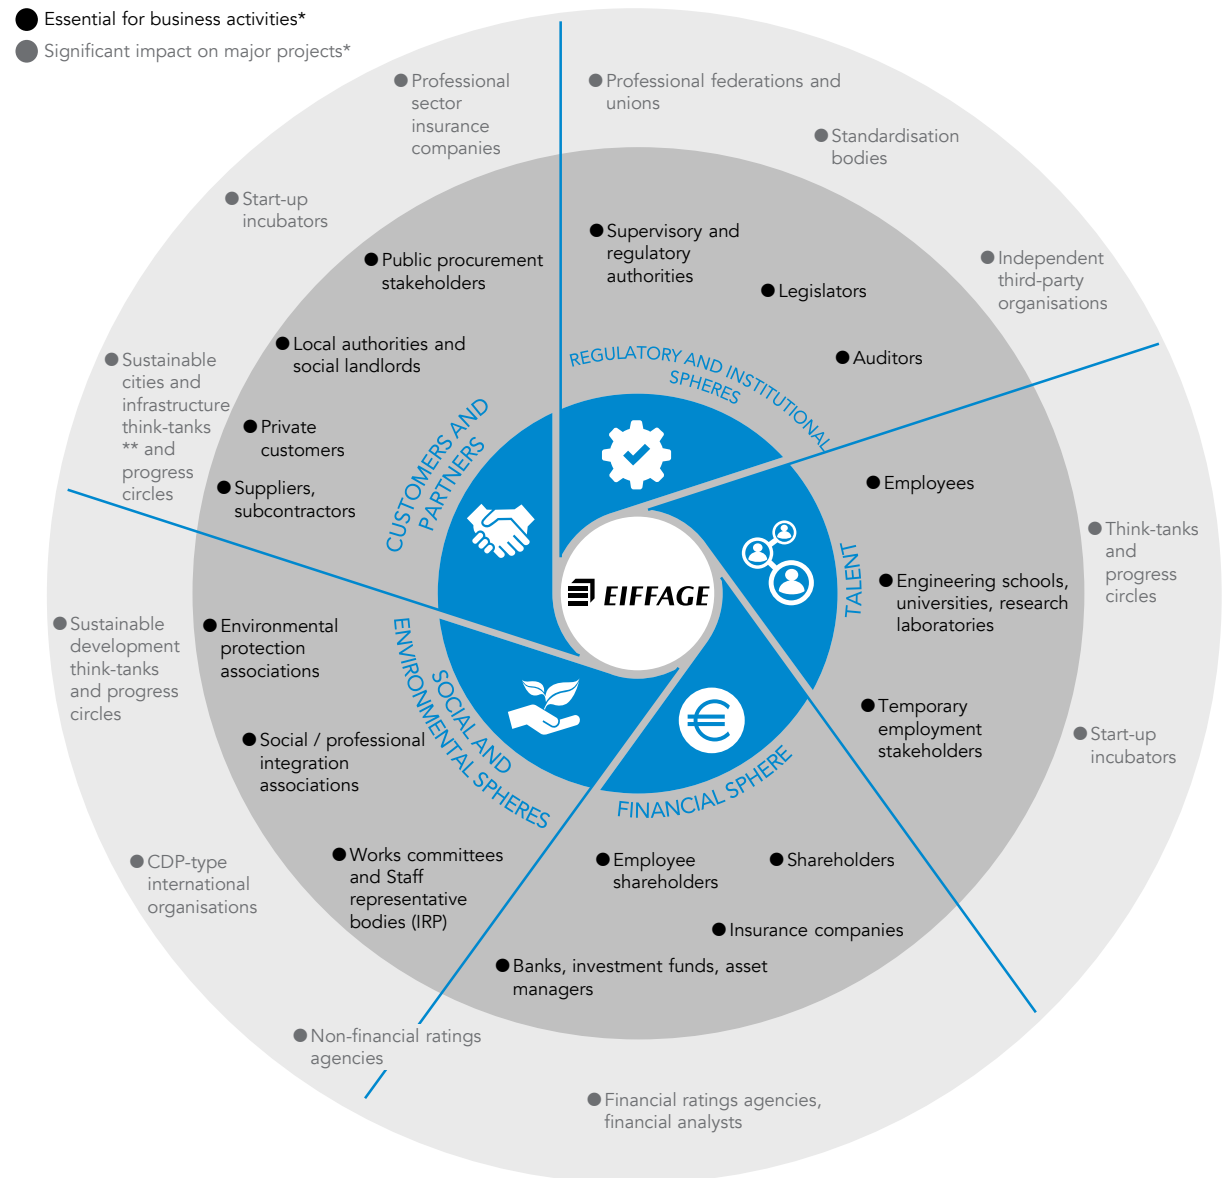 Essential for business activities*
Significant impact on major projects*
Professional
sector
insurance
companies
Professional federations and
unions
Standardisation
bodies
Start-up
incubators
Public procurement
stakeholders
Supervisory and
regulatory
authorities
Legislators
Independent
third-party
organisations
Local authorities and
social landlords
Auditors
Sustainable
cities and
infrastructure
think-tanks
** and
progress
circles
Private
customers
Suppliers,
subcontractors
CUSTOMERS AND
PARTNERS
REGULATORY AND INSTITUTIONAL
SPHERES
Employees
TALENT
Think-tanks
and
progress
circles
Engineering schools,
universities, research
laboratories
EIFFAGE
Sustainable
development
think-tanks
and progress
circles
Environmental
protection
associations
SOCIAL AND
ENVIRONMENTAL SPHERES
Temporary
employment
stakeholders
Start-up
incubators
Social / professional
integration
associations
FINANCIAL SPHERE
CDP-type
international
organisations
Works committees
and Staff
representative
bodies (IRP)
Employee
shareholders
Shareholders
Insurance companies
Banks, investment funds, asset
managers
Non-financial ratings
agencies
Financial ratings agencies,
financial analysts